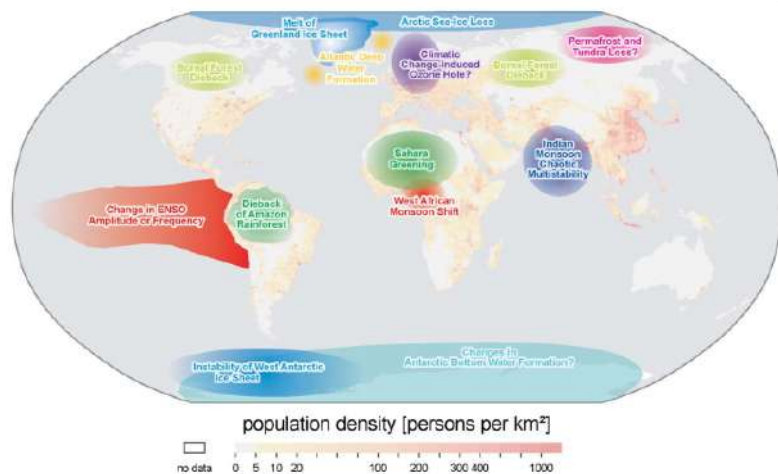 Melt of
Greenland Ice Sheet
Arctic Sea-Ice Loss
Permafrost and
Tundra Loss?
Boreal Forest
Dieback
Atlantic Deep
Water
Formation
Climatic
Change-Induced
Ozone Hole?
Boreal Forest
Dieback
Sahara
Greening
Indian
Monsoon
Chaotic
Multistability
West African
Monsoon Shift
Change in ENSO
Amplitude or Frequency
Dieback
of Amazon
Rainforest
Instability of West Antarctic
Ice Sheet
Changes in
Antarctic Bottom Water Formation?
population density [persons per km²]
no data
0 5 10 20 100 200 300 400 1000